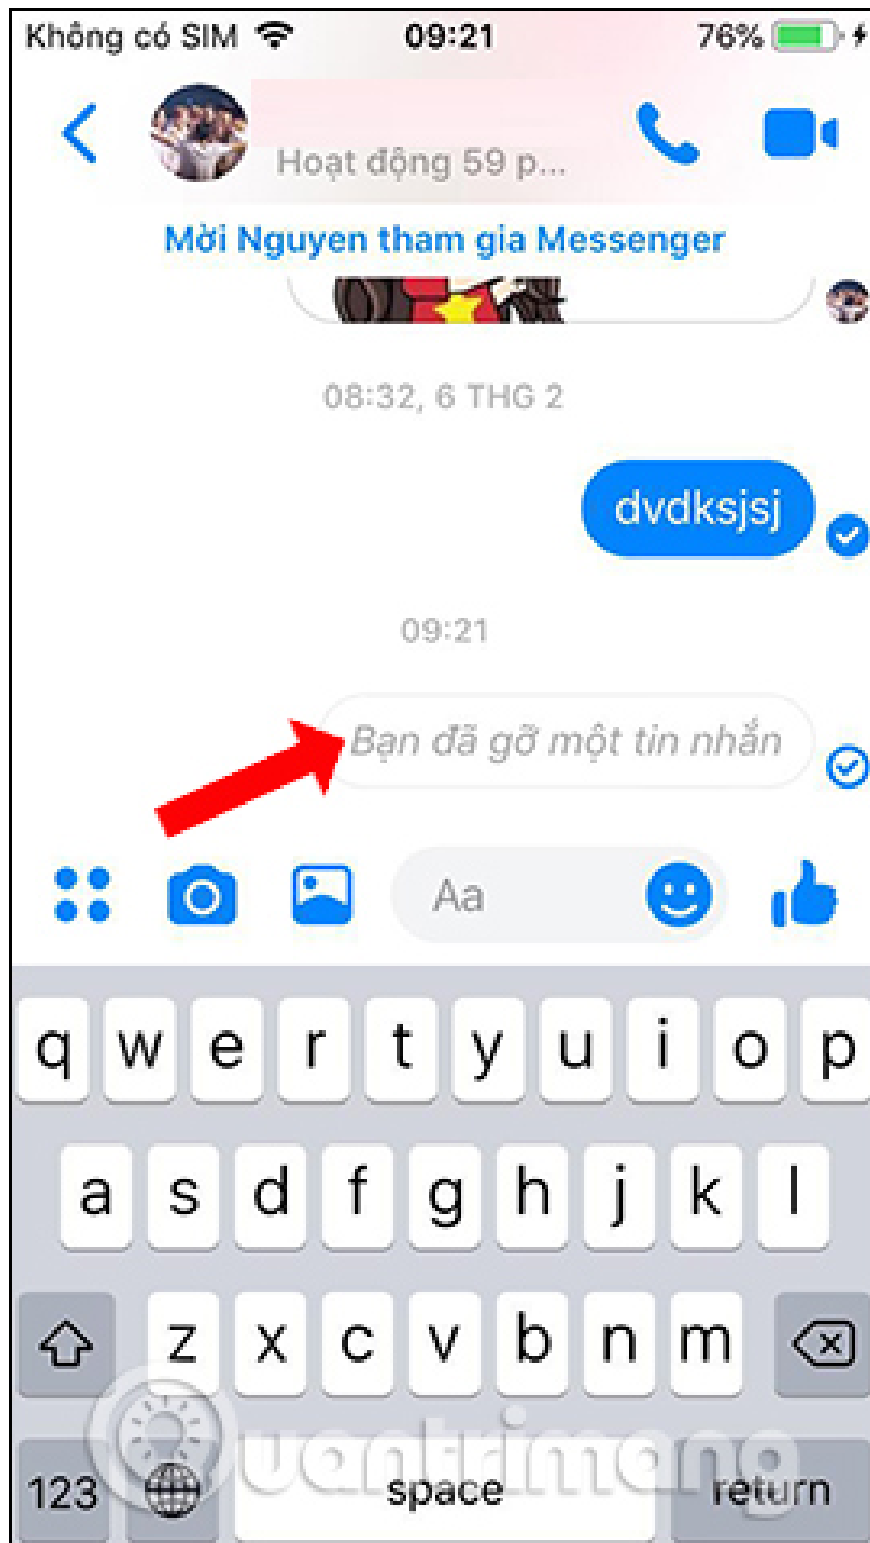 Không có SIM 09:21 76%
Hoạt động 59 p...
Mời Nguyen tham gia Messenger
08:32, 6 THG 2
dvdksjsj
09:21
Bạn đã gỡ một tin nhắn
Aa
q w e r t y u i o p
a s d f g h j k l
z x c v b n m
Quantrimang
123 space return